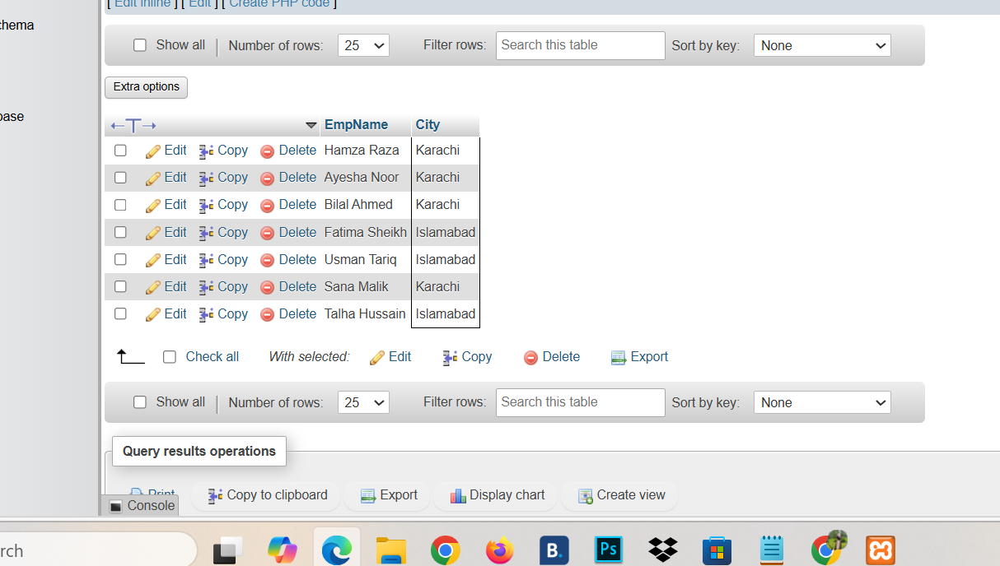 [ Edit inline ] [ Edit ] [ Create PHP code ]
Show all | Number of rows: 25 Filter rows: Search this table Sort by key: None
Extra options
EmpName City
Edit Copy Delete Hamza Raza Karachi
Edit Copy Delete Ayesha Noor Karachi
Edit Copy Delete Bilal Ahmed Karachi
Edit Copy Delete Fatima Sheikh Islamabad
Edit Copy Delete Usman Tariq Islamabad
Edit Copy Delete Sana Malik Karachi
Edit Copy Delete Talha Hussain Islamabad
Check all With selected: Edit Copy Delete Export
Show all | Number of rows: 25 Filter rows: Search this table Sort by key: None
Query results operations
Print Copy to clipboard Export Display chart Create view
Console
B. Ps